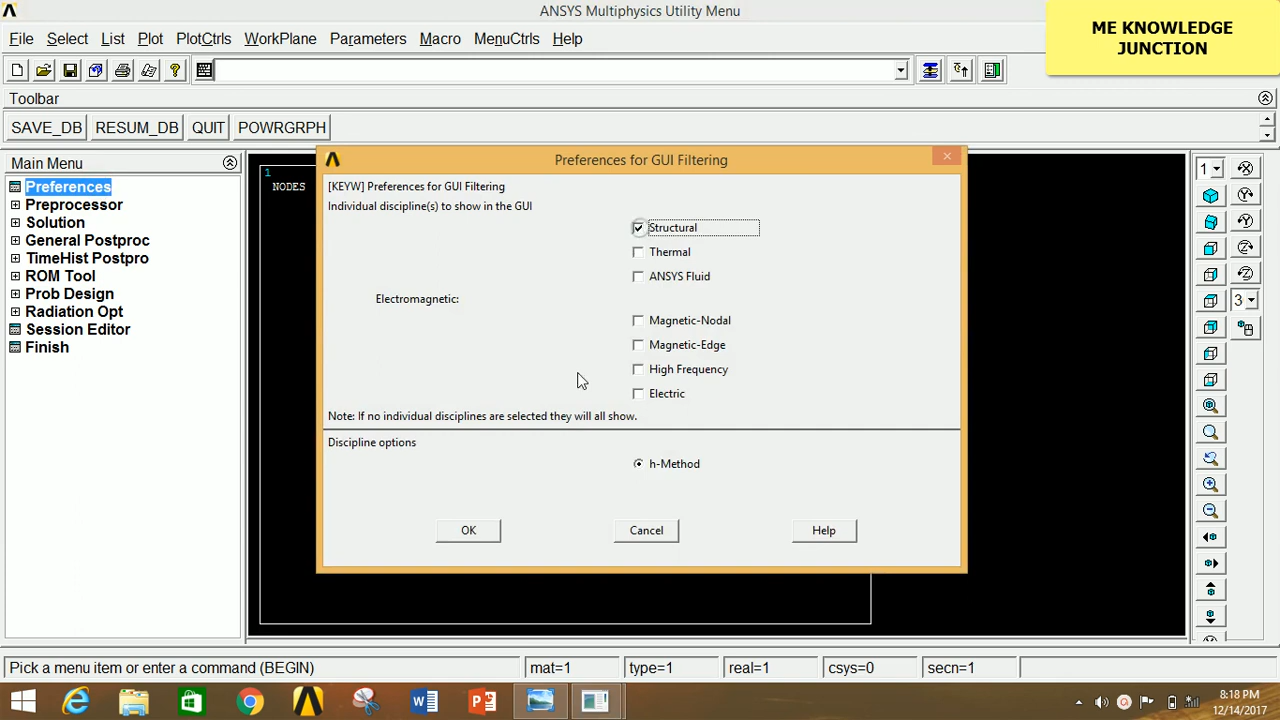 ANSYS Multiphysics Utility Menu
ME KNOWLEDGE
JUNCTION
File Select List Plot PlotCtrls WorkPlane Parameters Macro MenuCtrls Help
Toolbar
SAVE_DB RESUM_DB QUIT POWRGRPH
Main Menu
Preferences
Preprocessor
Solution
General Postproc
TimeHist Postpro
ROM Tool
Prob Design
Radiation Opt
Session Editor
Finish
1
NODES
Preferences for GUI Filtering
[KEYW] Preferences for GUI Filtering
Individual discipline(s) to show in the GUI
Structural
Thermal
ANSYS Fluid
Electromagnetic:
Magnetic-Nodal
Magnetic-Edge
High Frequency
Electric
Note: If no individual disciplines are selected they will all show.
Discipline options
h-Method
OK Cancel Help
1
3
Pick a menu item or enter a command (BEGIN) mat=1 type=1 real=1 csys=0 secn=1
8:18 PM
12/14/2017